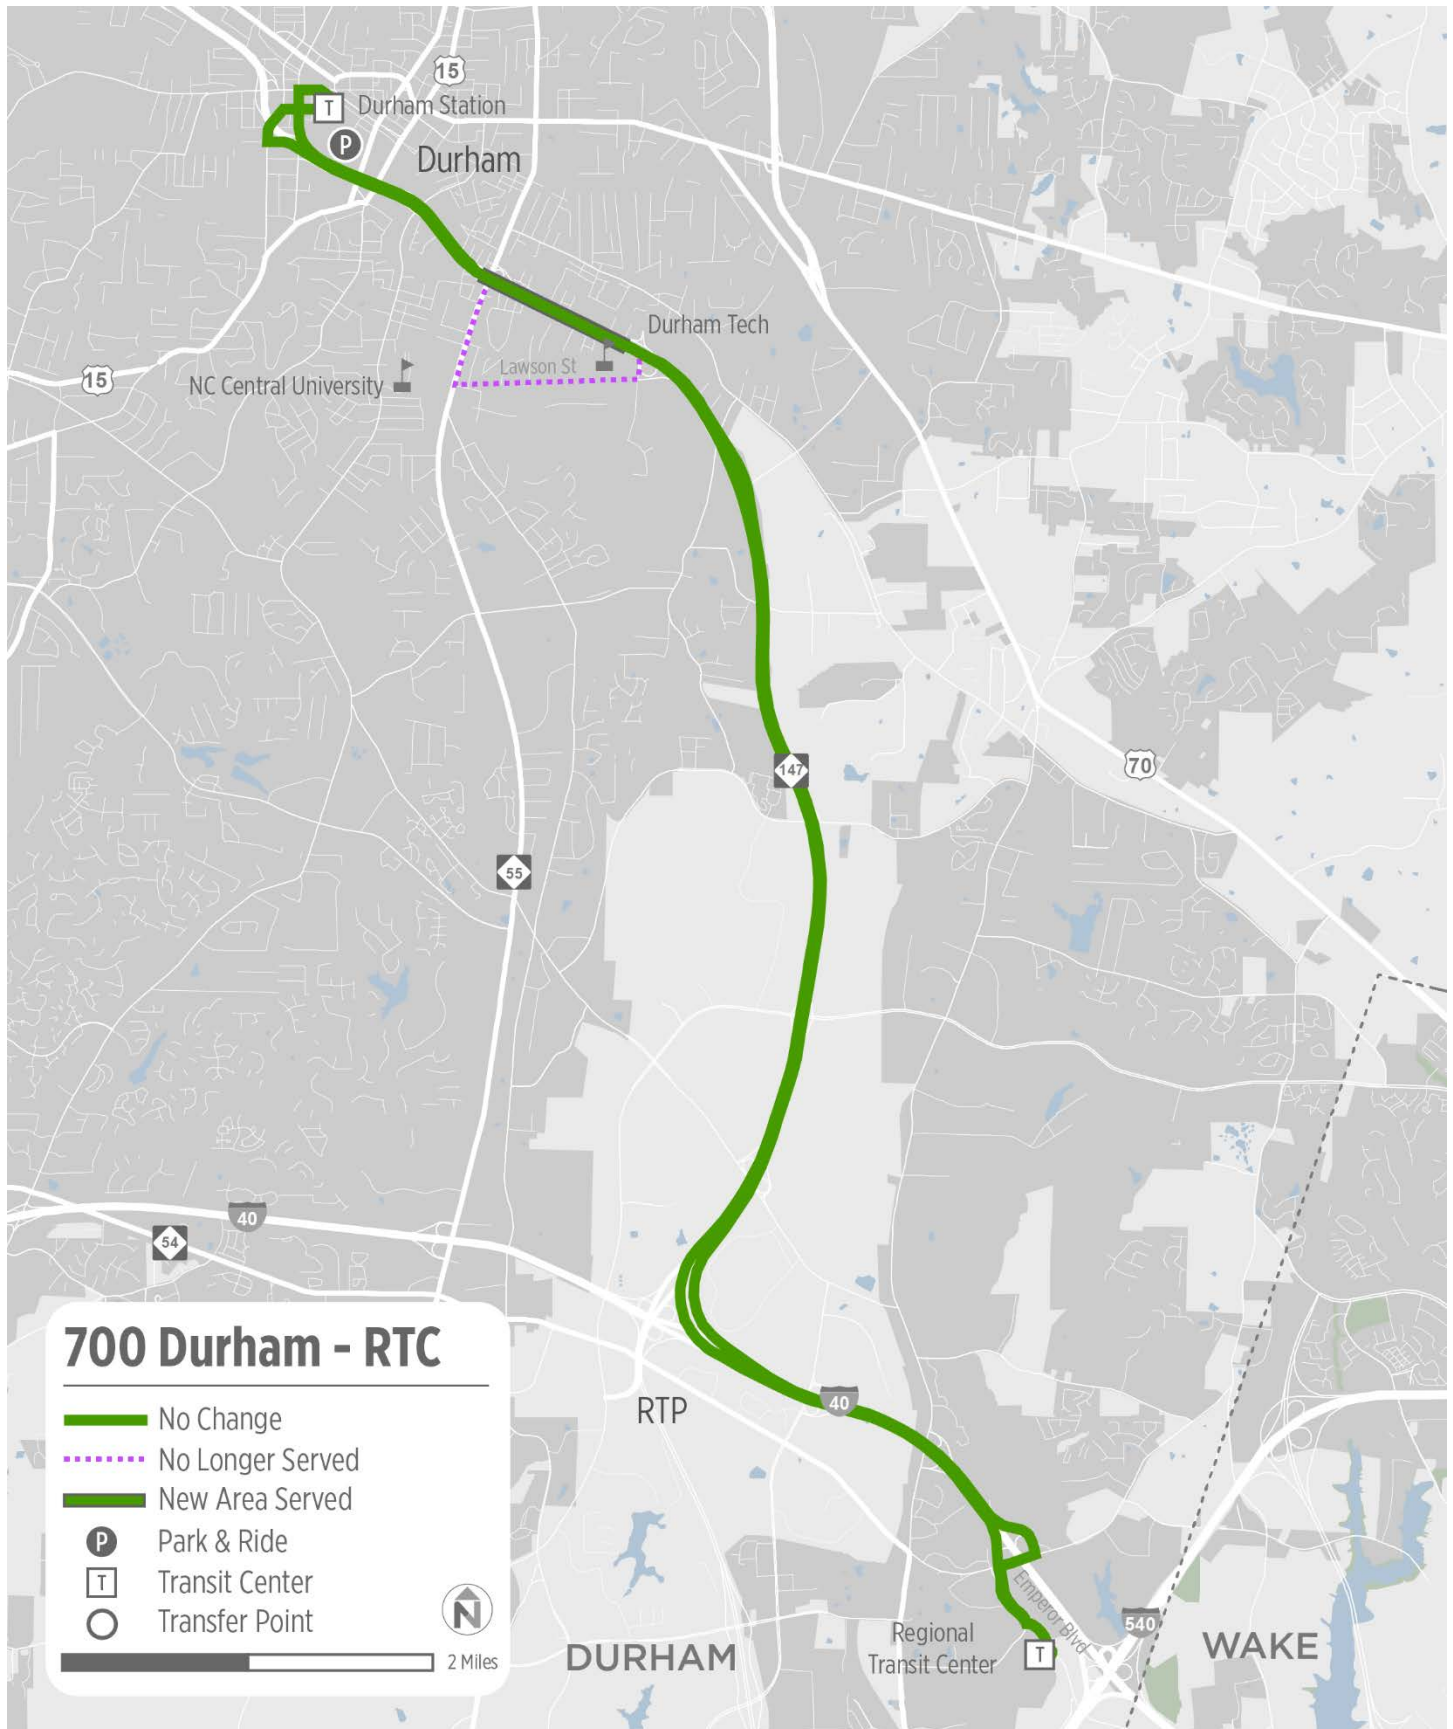 15
T Durham Station
P
Durham
Durham Tech
Lawson St
15
NC Central University
147
70
55
40
54
700 Durham - RTC
No Change
No Longer Served
New Area Served
P Park & Ride
T Transit Center
Transfer Point
N
2 Miles
RTP
40
Emperor Blvd
540
Regional
Transit Center
T
DURHAM
WAKE